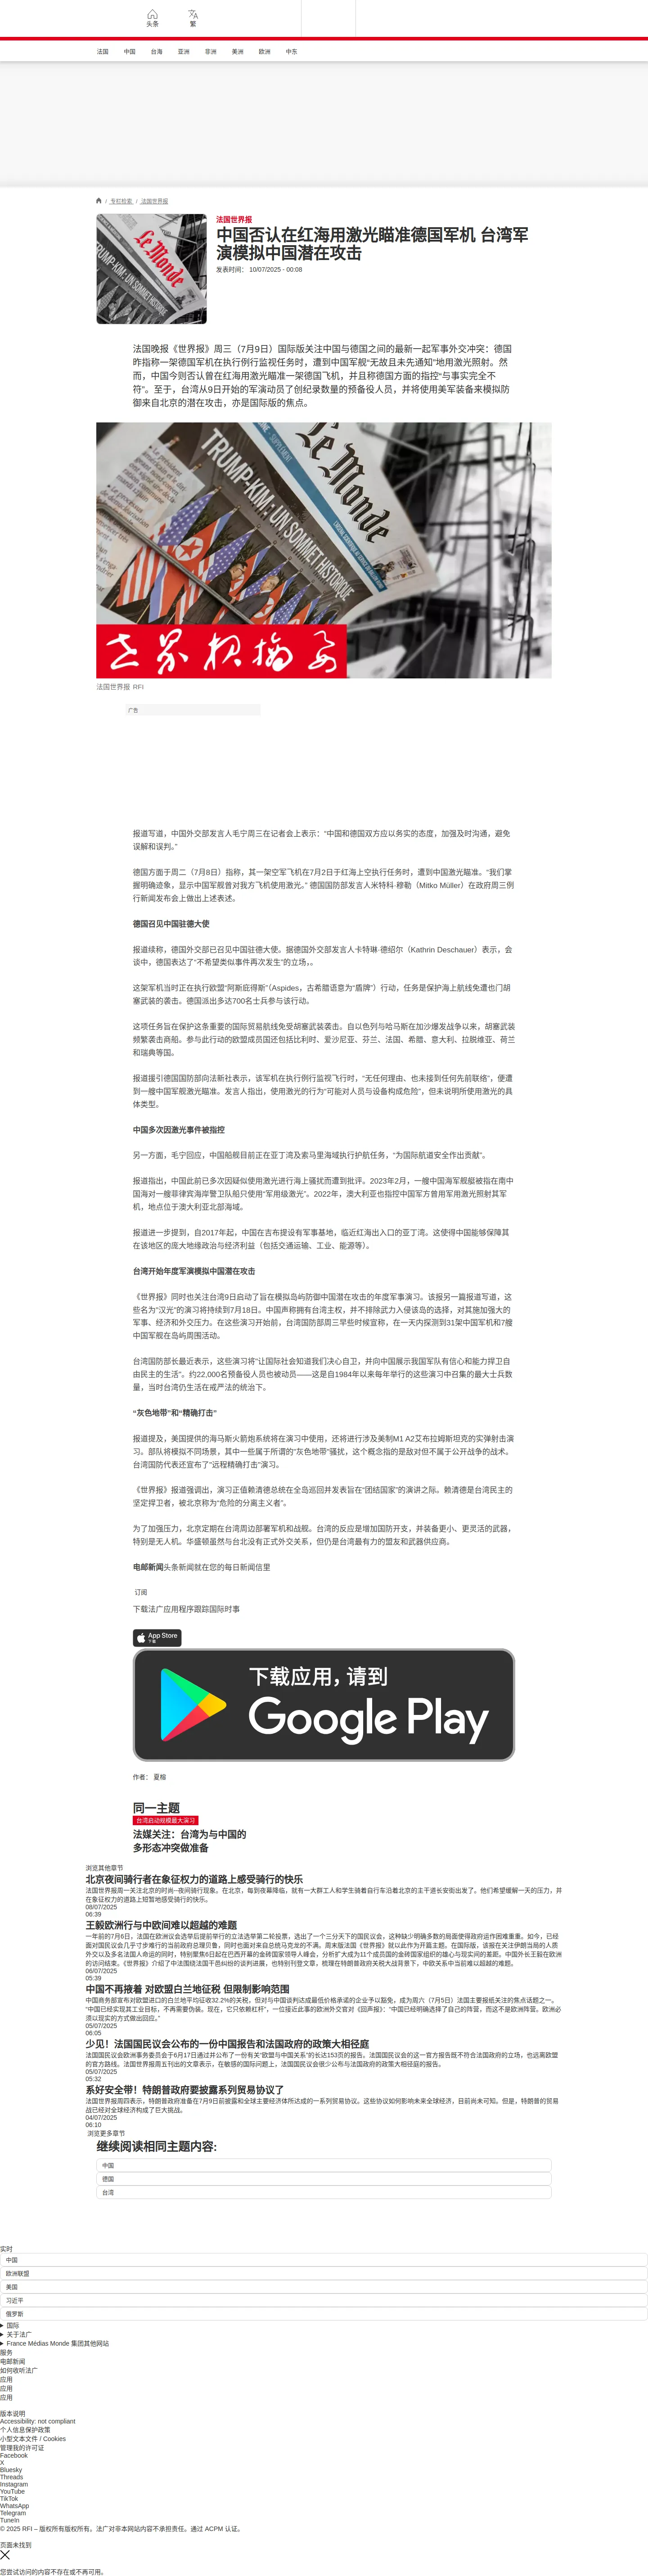 头条
繁
法国
中国
台海
亚洲
非洲
美洲
欧洲
中东
/ 专栏检索 / 法国世界报
法国世界报
中国否认在红海用激光瞄准德国军机 台湾军
演模拟中国潜在攻击
发表时间： 10/07/2025 - 00:08
法国晚报《世界报》周三（7月9日）国际版关注中国与德国之间的最新一起军事外交冲突：德国
昨指称一架德国军机在执行例行监视任务时，遭到中国军舰“无故且未先通知”地用激光照射。然
而，中国今则否认曾在红海用激光瞄准一架德国飞机，并且称德国方面的指控“与事实完全不
符”。至于，台湾从9日开始的军演动员了创纪录数量的预备役人员，并将使用美军装备来模拟防
御来自北京的潜在攻击，亦是国际版的焦点。
Le Monde
TRUMP-KIM: UN SOMMET HISTORIQUE
世界报摘要
法国世界报 RFI
广告
报道写道，中国外交部发言人毛宁周三在记者会上表示：“中国和德国双方应以务实的态度，加强及时沟通，避免
误解和误判。”
德国方面于周二（7月8日）指称，其一架空军飞机在7月2日于红海上空执行任务时，遭到中国激光瞄准。“我们掌
握明确迹象，显示中国军舰曾对我方飞机使用激光。” 德国国防部发言人米特科·穆勒（Mitko Müller）在政府周三例
行新闻发布会上做出上述表述。
德国召见中国驻德大使
报道续称，德国外交部已召见中国驻德大使。据德国外交部发言人卡特琳·德绍尔（Kathrin Deschauer）表示，会
谈中，德国表达了“不希望类似事件再次发生”的立场,。
这架军机当时正在执行欧盟“阿斯庇得斯”（Aspides，古希腊语意为“盾牌”）行动，任务是保护海上航线免遭也门胡
塞武装的袭击。德国派出多达700名士兵参与该行动。
这项任务旨在保护这条重要的国际贸易航线免受胡塞武装袭击。自以色列与哈马斯在加沙爆发战争以来，胡塞武装
频繁袭击商船。参与此行动的欧盟成员国还包括比利时、爱沙尼亚、芬兰、法国、希腊、意大利、拉脱维亚、荷兰
和瑞典等国。
报道援引德国国防部向法新社表示，该军机在执行例行监视飞行时，“无任何理由、也未接到任何先前联络”，便遭
到一艘中国军舰激光瞄准。发言人指出，使用激光的行为“可能对人员与设备构成危险”，但未说明所使用激光的具
体类型。
中国多次因激光事件被指控
另一方面，毛宁回应，中国船舰目前正在亚丁湾及索马里海域执行护航任务，“为国际航道安全作出贡献”。
报道指出，中国此前已多次因疑似使用激光进行海上骚扰而遭到批评。2023年2月，一艘中国海军舰艇被指在南中
国海对一艘菲律宾海岸警卫队船只使用“军用级激光”。2022年，澳大利亚也指控中国军方曾用军用激光照射其军
机，地点位于澳大利亚北部海域。
报道进一步提到，自2017年起，中国在吉布提设有军事基地，临近红海出入口的亚丁湾。这使得中国能够保障其
在该地区的庞大地缘政治与经济利益（包括交通运输、工业、能源等）。
台湾开始年度军演模拟中国潜在攻击
《世界报》同时也关注台湾9日启动了旨在模拟岛屿防御中国潜在攻击的年度军事演习。该报另一篇报道写道，这
些名为“汉光”的演习将持续到7月18日。中国声称拥有台湾主权，并不排除武力入侵该岛的选择，对其施加强大的
军事、经济和外交压力。在这些演习开始前，台湾国防部周三早些时候宣称，在一天内探测到31架中国军机和7艘
中国军舰在岛屿周围活动。
台湾国防部长最近表示，这些演习将“让国际社会知道我们决心自卫，并向中国展示我国军队有信心和能力捍卫自
由民主的生活”。约22,000名预备役人员也被动员——这是自1984年以来每年举行的这些演习中召集的最大士兵数
量，当时台湾仍生活在戒严法的统治下。
“灰色地带”和“精确打击”
报道提及，美国提供的海马斯火箭炮系统将在演习中使用，还将进行涉及美制M1 A2艾布拉姆斯坦克的实弹射击演
习。部队将模拟不同场景，其中一些属于所谓的“灰色地带”骚扰，这个概念指的是敌对但不属于公开战争的战术。
台湾国防代表还宣布了“远程精确打击”演习。
《世界报》报道强调出，演习正值赖清德总统在全岛巡回并发表旨在“团结国家”的演讲之际。赖清德是台湾民主的
坚定捍卫者，被北京称为“危险的分离主义者”。
为了加强压力，北京定期在台湾周边部署军机和战舰。台湾的反应是增加国防开支，并装备更小、更灵活的武器，
特别是无人机。华盛顿虽然与台北没有正式外交关系，但仍是台湾最有力的盟友和武器供应商。
电邮新闻头条新闻就在您的每日新闻信里
订阅
下载法广应用程序跟踪国际时事
App Store
下载
下载应用，请到
Google Play
作者： 夏榕
同一主题
台湾启动规模最大演习
法媒关注：台湾为与中国的
多形态冲突做准备
浏览其他章节
北京夜间骑行者在象征权力的道路上感受骑行的快乐
法国世界报周一关注北京的时尚--夜间骑行现象。在北京，每到夜幕降临，就有一大群工人和学生骑着自行车沿着北京的主干道长安街出发了。他们希望缓解一天的压力，并
在象征权力的道路上短暂地感受骑行的快乐。
08/07/2025
06:39
王毅欧洲行与中欧间难以超越的难题
一年前的7月6日，法国在欧洲议会选举后提前举行的立法选举第二轮投票，选出了一个三分天下的国民议会，这种缺少明确多数的局面使得政府运作困难重重。如今，已经
面对国民议会几乎寸步难行的当前政府总理贝鲁，同时也面对来自总统马克龙的不满。周末版法国《世界报》就以此作为开篇主题。在国际版，该报在关注伊朗当局的人质
外交以及多名法国人命运的同时，特别聚焦6日起在巴西开幕的金砖国家领导人峰会，分析扩大成为11个成员国的金砖国家组织的雄心与现实间的差距。中国外长王毅在欧洲
的访问结束。《世界报》介绍了中法围绕法国干邑纠纷的谈判进展，也特别刊登文章，梳理在特朗普政府关税大战背景下，中欧关系中当前难以超越的难题。
06/07/2025
05:39
中国不再掖着 对欧盟白兰地征税 但限制影响范围
中国商务部宣布对欧盟进口的白兰地平均征收32.2%的关税，但对与中国谈判达成最低价格承诺的企业予以豁免，成为周六（7月5日）法国主要报纸关注的焦点话题之一。
“中国已经实现其工业目标，不再需要伪装。现在，它只依赖杠杆”，一位接近此事的欧洲外交官对《回声报》：“中国已经明确选择了自己的阵营，而这不是欧洲阵营。欧洲必
须以现实的方式做出回应。”
05/07/2025
06:05
少见！法国国民议会公布的一份中国报告和法国政府的政策大相径庭
法国国民议会欧洲事务委员会于6月17日通过并公布了一份有关“欧盟与中国关系”的长达153页的报告。法国国民议会的这一官方报告既不符合法国政府的立场，也远离欧盟
的官方路线。法国世界报周五刊出的文章表示，在敏感的国际问题上，法国国民议会很少公布与法国政府的政策大相径庭的报告。
05/07/2025
05:32
系好安全带！特朗普政府要披露系列贸易协议了
法国世界报周四表示，特朗普政府准备在7月9日前披露和全球主要经济体所达成的一系列贸易协议。这些协议如何影响未来全球经济，目前尚未可知。但是，特朗普的贸易
战已经对全球经济构成了巨大挑战。
04/07/2025
06:10
浏览更多章节
继续阅读相同主题内容:
中国
德国
台湾
实时
中国
欧洲联盟
美国
习近平
俄罗斯
国际
关于法广
France Médias Monde 集团其他网站
服务
电邮新闻
如何收听法广
应用
应用
应用
版本说明
Accessibility: not compliant
个人信息保护政策
小型文本文件 / Cookies
管理我的许可证
Facebook
X
Bluesky
Threads
Instagram
YouTube
TikTok
WhatsApp
Telegram
TuneIn
© 2025 RFI – 版权所有版权所有。法广对非本网站内容不承担责任。通过 ACPM 认证。
页面未找到
您尝试访问的内容不存在或不再可用。